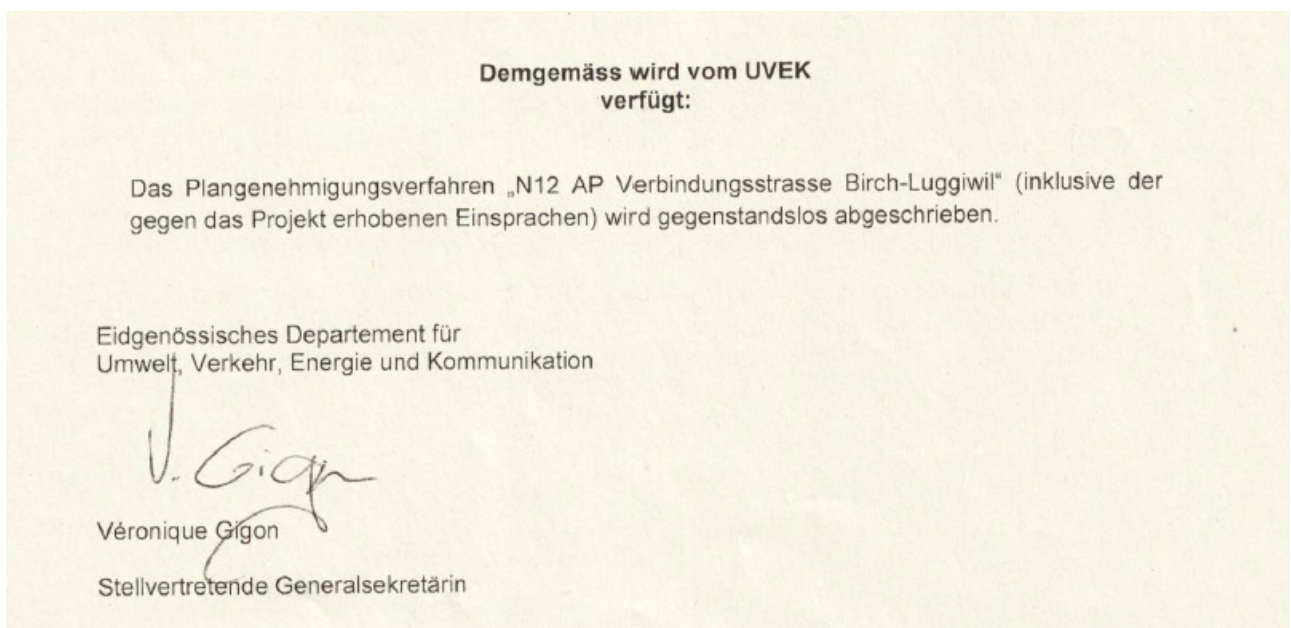 Demgemäss wird vom UVEK
verfügt:
Das Plangenehmigungsverfahren „N12 AP Verbindungsstrasse Birch-Luggiwil“ (inklusive der
gegen das Projekt erhobenen Einsprachen) wird gegenstandslos abgeschrieben.
Eidgenössisches Departement für
Umwelt, Verkehr, Energie und Kommunikation
V. Gigon
Véronique Gigon
Stellvertretende Generalsekretärin